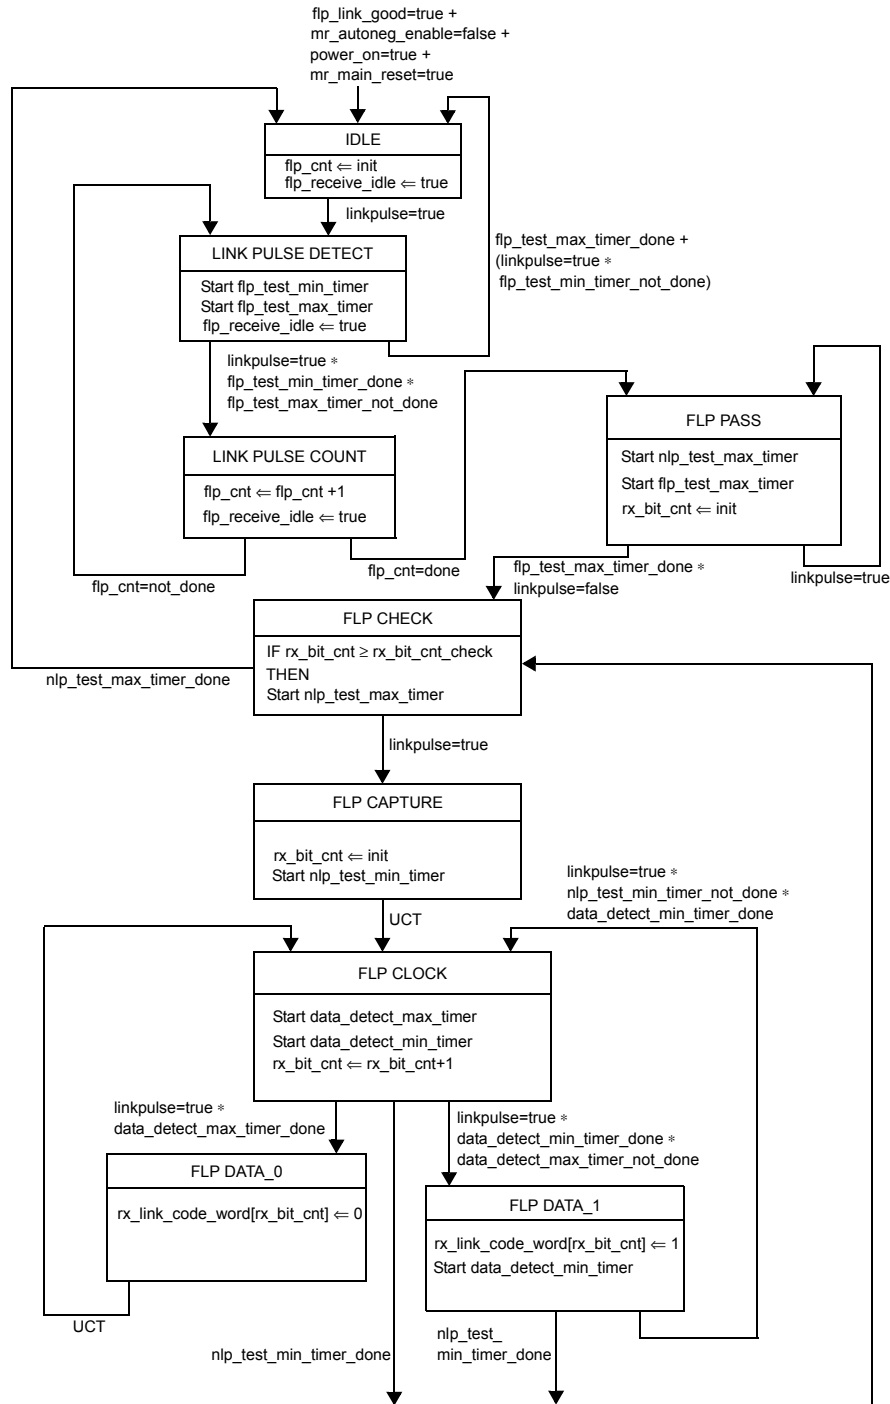 flp_link_good=true +
mr_autoneg_enable=false +
power_on=true +
mr_main_reset=true
IDLE
flp_cnt ⇐ init
flp_receive_idle ⇐ true
linkpulse=true
flp_test_max_timer_done +
(linkpulse=true *
flp_test_min_timer_not_done)
LINK PULSE DETECT
Start flp_test_min_timer
Start flp_test_max_timer
flp_receive_idle ⇐ true
linkpulse=true *
flp_test_min_timer_done *
flp_test_max_timer_not_done
LINK PULSE COUNT
flp_cnt ⇐ flp_cnt +1
flp_receive_idle ⇐ true
flp_cnt=not_done
flp_cnt=done
FLP PASS
Start nlp_test_max_timer
Start flp_test_max_timer
rx_bit_cnt ⇐ init
linkpulse=true
flp_test_max_timer_done *
linkpulse=false
FLP CHECK
IF rx_bit_cnt ≥ rx_bit_cnt_check
THEN
Start nlp_test_max_timer
nlp_test_max_timer_done
linkpulse=true
FLP CAPTURE
rx_bit_cnt ⇐ init
Start nlp_test_min_timer
UCT
linkpulse=true *
nlp_test_min_timer_not_done *
data_detect_min_timer_done
FLP CLOCK
Start data_detect_max_timer
Start data_detect_min_timer
rx_bit_cnt ⇐ rx_bit_cnt+1
linkpulse=true *
data_detect_max_timer_done
linkpulse=true *
data_detect_min_timer_done *
data_detect_max_timer_not_done
FLP DATA_0
rx_link_code_word[rx_bit_cnt] ⇐ 0
UCT
FLP DATA_1
rx_link_code_word[rx_bit_cnt] ⇐ 1
Start data_detect_min_timer
nlp_test_min_timer_done
nlp_test_
min_timer_done